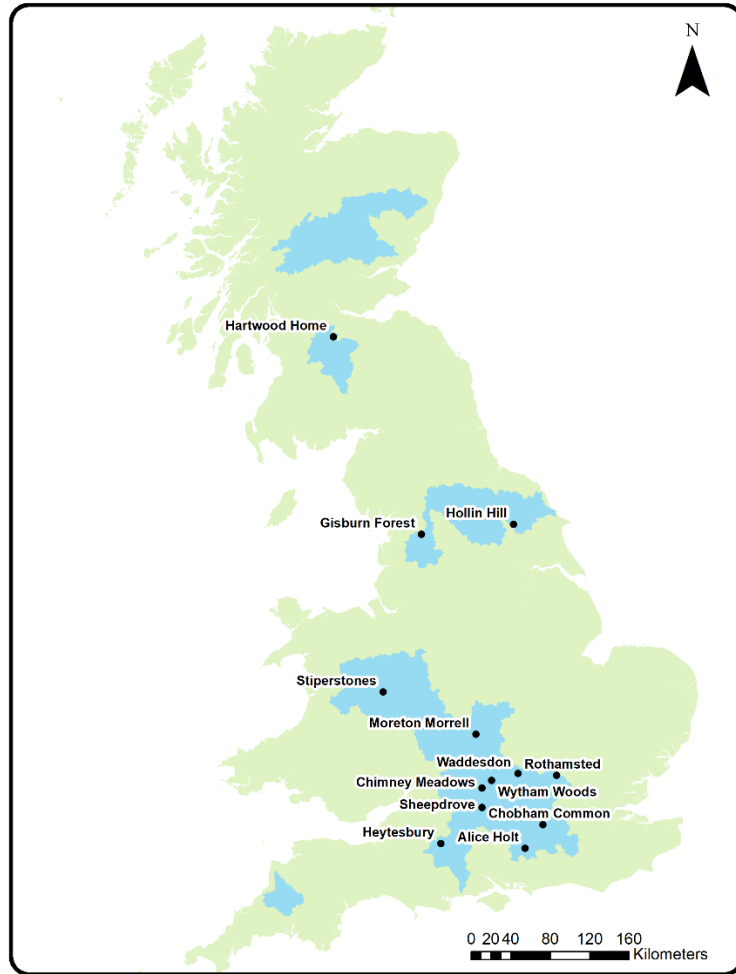 N
Hartwood Home
Hollin Hill
Gisburn Forest
Stiperstones
Moreton Morrell
Waddesdon
Rothamsted
Chimney Meadows
Wytham Woods
Sheepdrove
Chobham Common
Heytesbury
Alice Holt
0 20 40 80 120 160
Kilometers